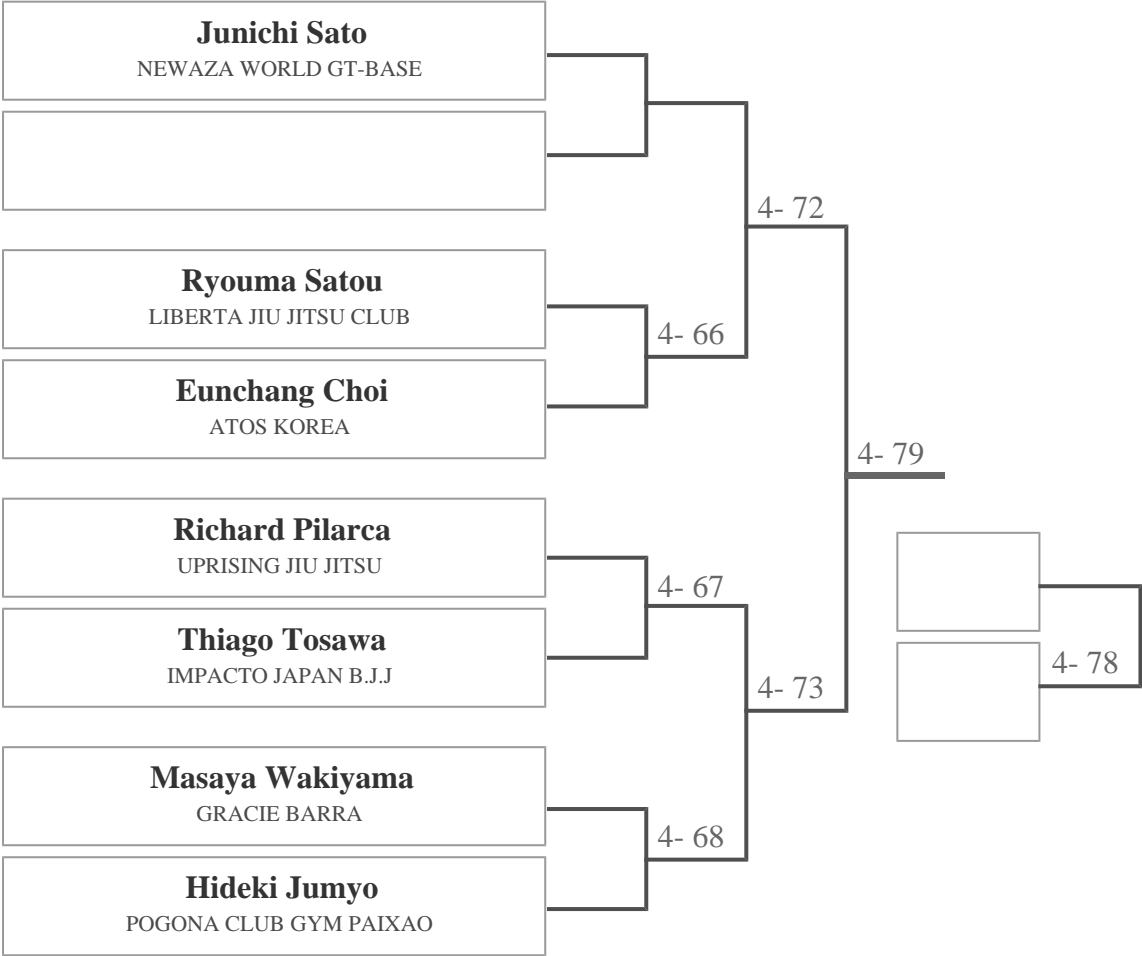 Junichi Sato
NEWAZA WORLD GT-BASE
4- 72
Ryouma Satou
LIBERTA JIU JITSU CLUB
4- 66
Eunchang Choi
ATOS KOREA
4- 79
Richard Pilarca
UPRISING JIU JITSU
4- 67
Thiago Tosawa
IMPACTO JAPAN B.J.J
4- 78
4- 73
Masaya Wakiyama
GRACIE BARRA
4- 68
Hideki Jumyo
POGONA CLUB GYM PAIXAO